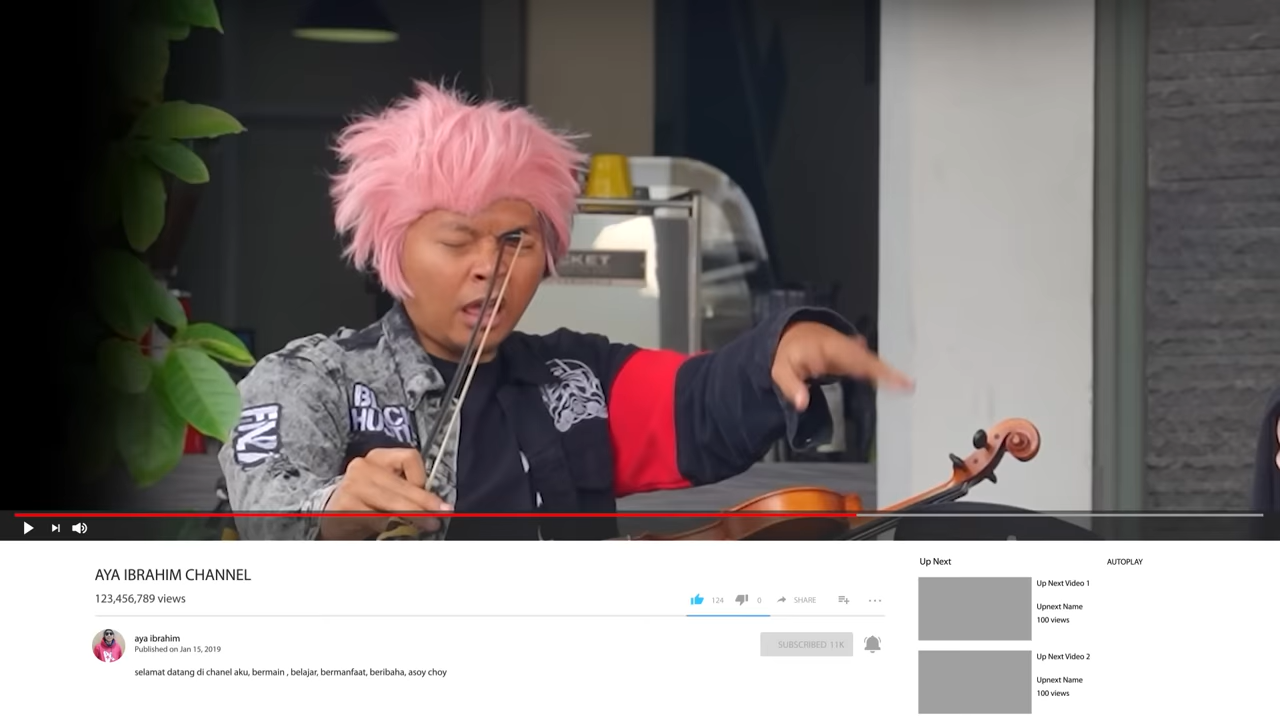 CKET
FNV
AYA IBRAHIM CHANNEL
123,456,789 views
124
0
SHARE
aya ibrahim
Published on Jan 15, 2019
SUBSCRIBED 11K
selamat datang di chanel aku, bermain , belajar, bermanfaat, beribaha, asoy choy
Up Next
AUTOPLAY
Up Next Video 1
Upnext Name
100 views
Up Next Video 2
Upnext Name
100 views